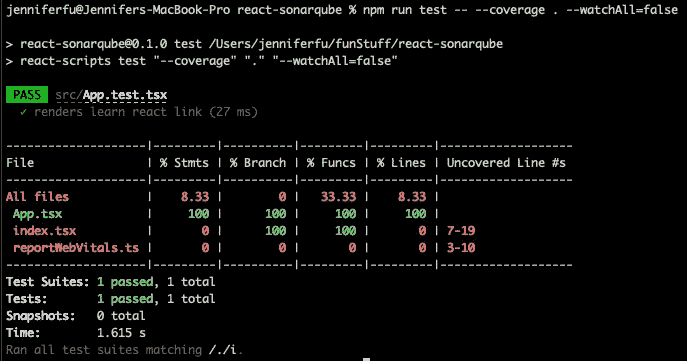 jenniferfu@Jennifers-MacBook-Pro react-sonarqube % npm run test -- --coverage . --watchAll=false
> react-sonarqube@0.1.0 test /Users/jenniferfu/funStuff/react-sonarqube
> react-scripts test "--coverage" "." "--watchAll=false"
PASS src/App.test.tsx
✓ renders learn react link (27 ms)
---------------------|---------|----------|---------|---------|-------------------
File | % Stmts | % Branch | % Funcs | % Lines | Uncovered Line #s
---------------------|---------|----------|---------|---------|-------------------
All files | 8.33 | 0 | 33.33 | 8.33 |
App.tsx | 100 | 100 | 100 | 100 |
index.tsx | 0 | 100 | 100 | 0 | 7-19
reportWebVitals.ts | 0 | 0 | 0 | 0 | 3-10
---------------------|---------|----------|---------|---------|-------------------
Test Suites: 1 passed, 1 total
Tests: 1 passed, 1 total
Snapshots: 0 total
Time: 1.615 s
Ran all test suites matching /./i.